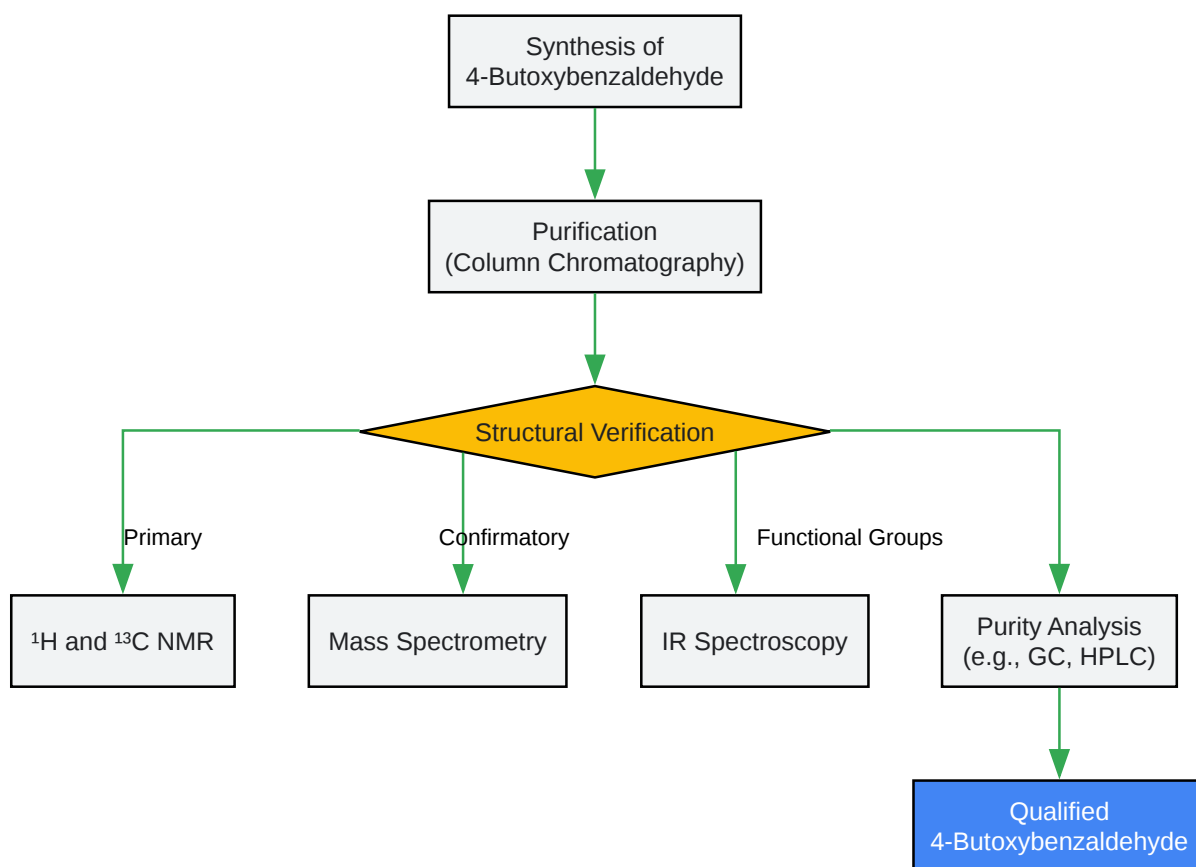 Synthesis of
4-Butoxybenzaldehyde
Purification
(Column Chromatography)
Structural Verification
Primary
Confirmatory
Functional Groups
¹H and ¹³C NMR
Mass Spectrometry
IR Spectroscopy
Purity Analysis
(e.g., GC, HPLC)
Qualified
4-Butoxybenzaldehyde